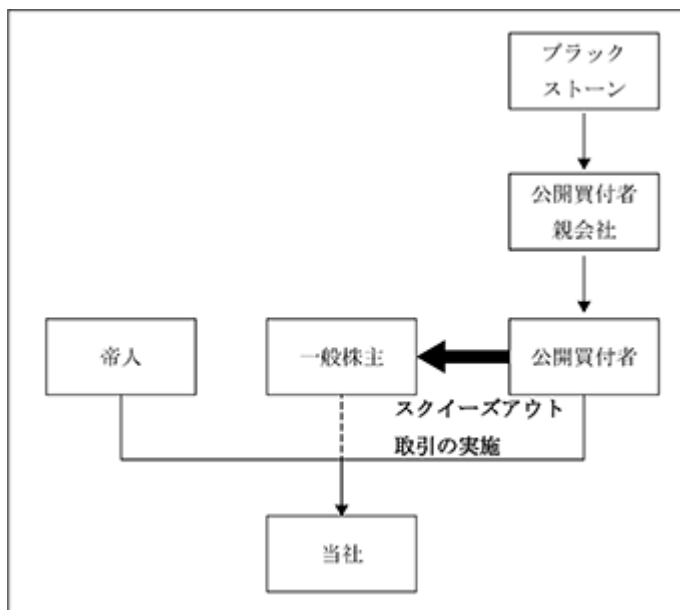 ブラック
ストーン
公開買付者
親会社
帝人
一般株主
公開買付者
スクイーズアウト
取引の実施
当社